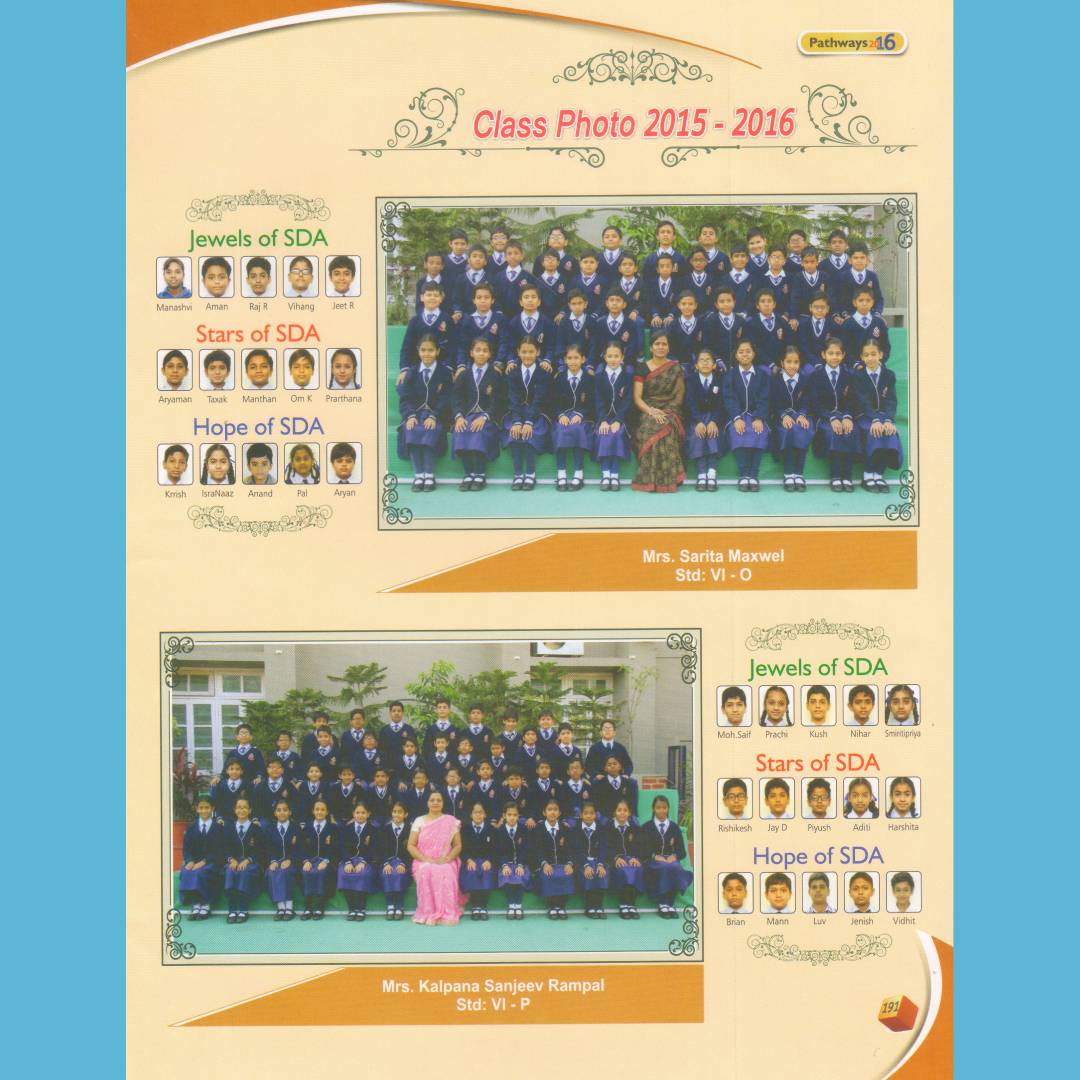 Pathways 2016
Class Photo 2015 - 2016
Jewels of SDA
Manashvi Aman Raj R Vihang Jeet R
Stars of SDA
Aryaman Taxak Manthan Om K Prarthana
Hope of SDA
Krrish IsraNaaz Anand Pal Aryan
Mrs. Sarita Maxwel
Std: VI - O
Jewels of SDA
Moh.Saif Prachi Kush Nihar Smiritipriya
Stars of SDA
Rishikesh Jay D Piyush Aditi Harshita
Hope of SDA
Brian Mann Luv Jenish Vidhit
Mrs. Kalpana Sanjeev Rampal
Std: VI - P
191